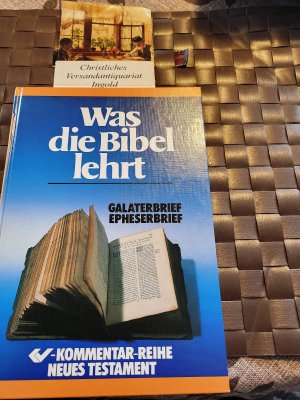 Christliches
Versandantiquariat
Ingold
Was
die Bibel
lehrt
GALATERBRIEF
EPHESERBRIEF
-KOMMENTAR-REIHE
NEUES TESTAMENT